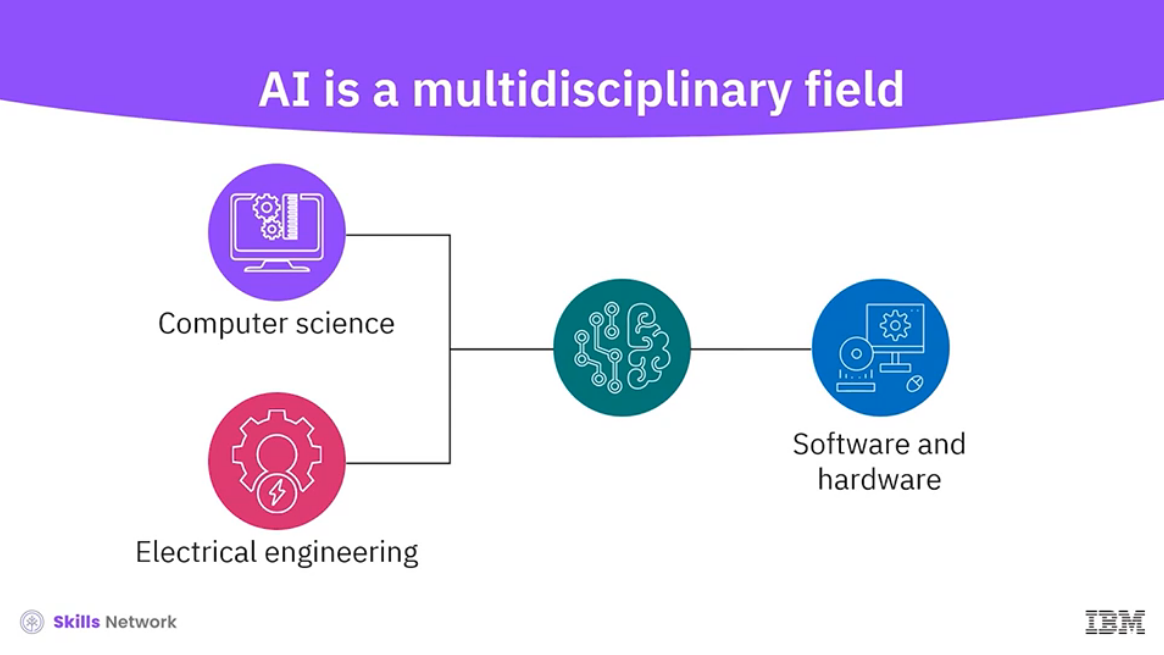 AI is a multidisciplinary field
Computer science
Software and
hardware
Electrical engineering
Skills Network
IBM